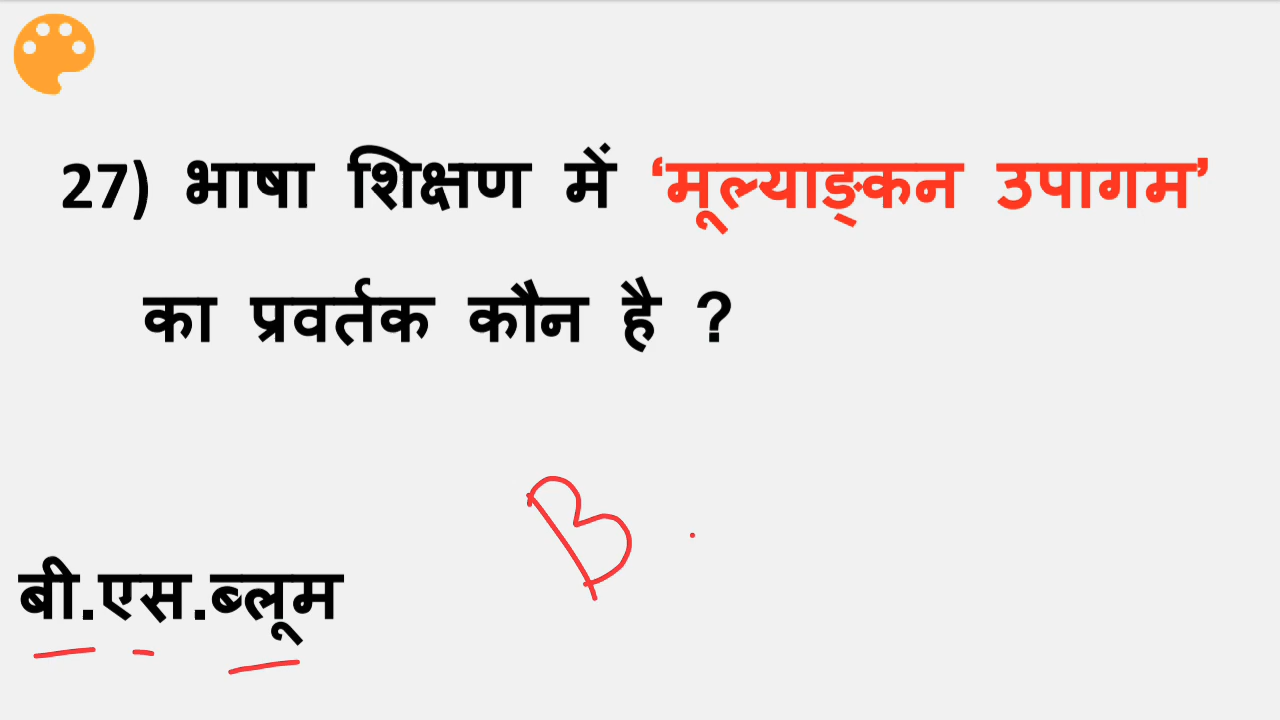 27) भाषा शिक्षण में ‘मूल्याङ्कन उपागम’
का प्रवर्तक कौन है ?
B .
बी.एस.ब्लूम